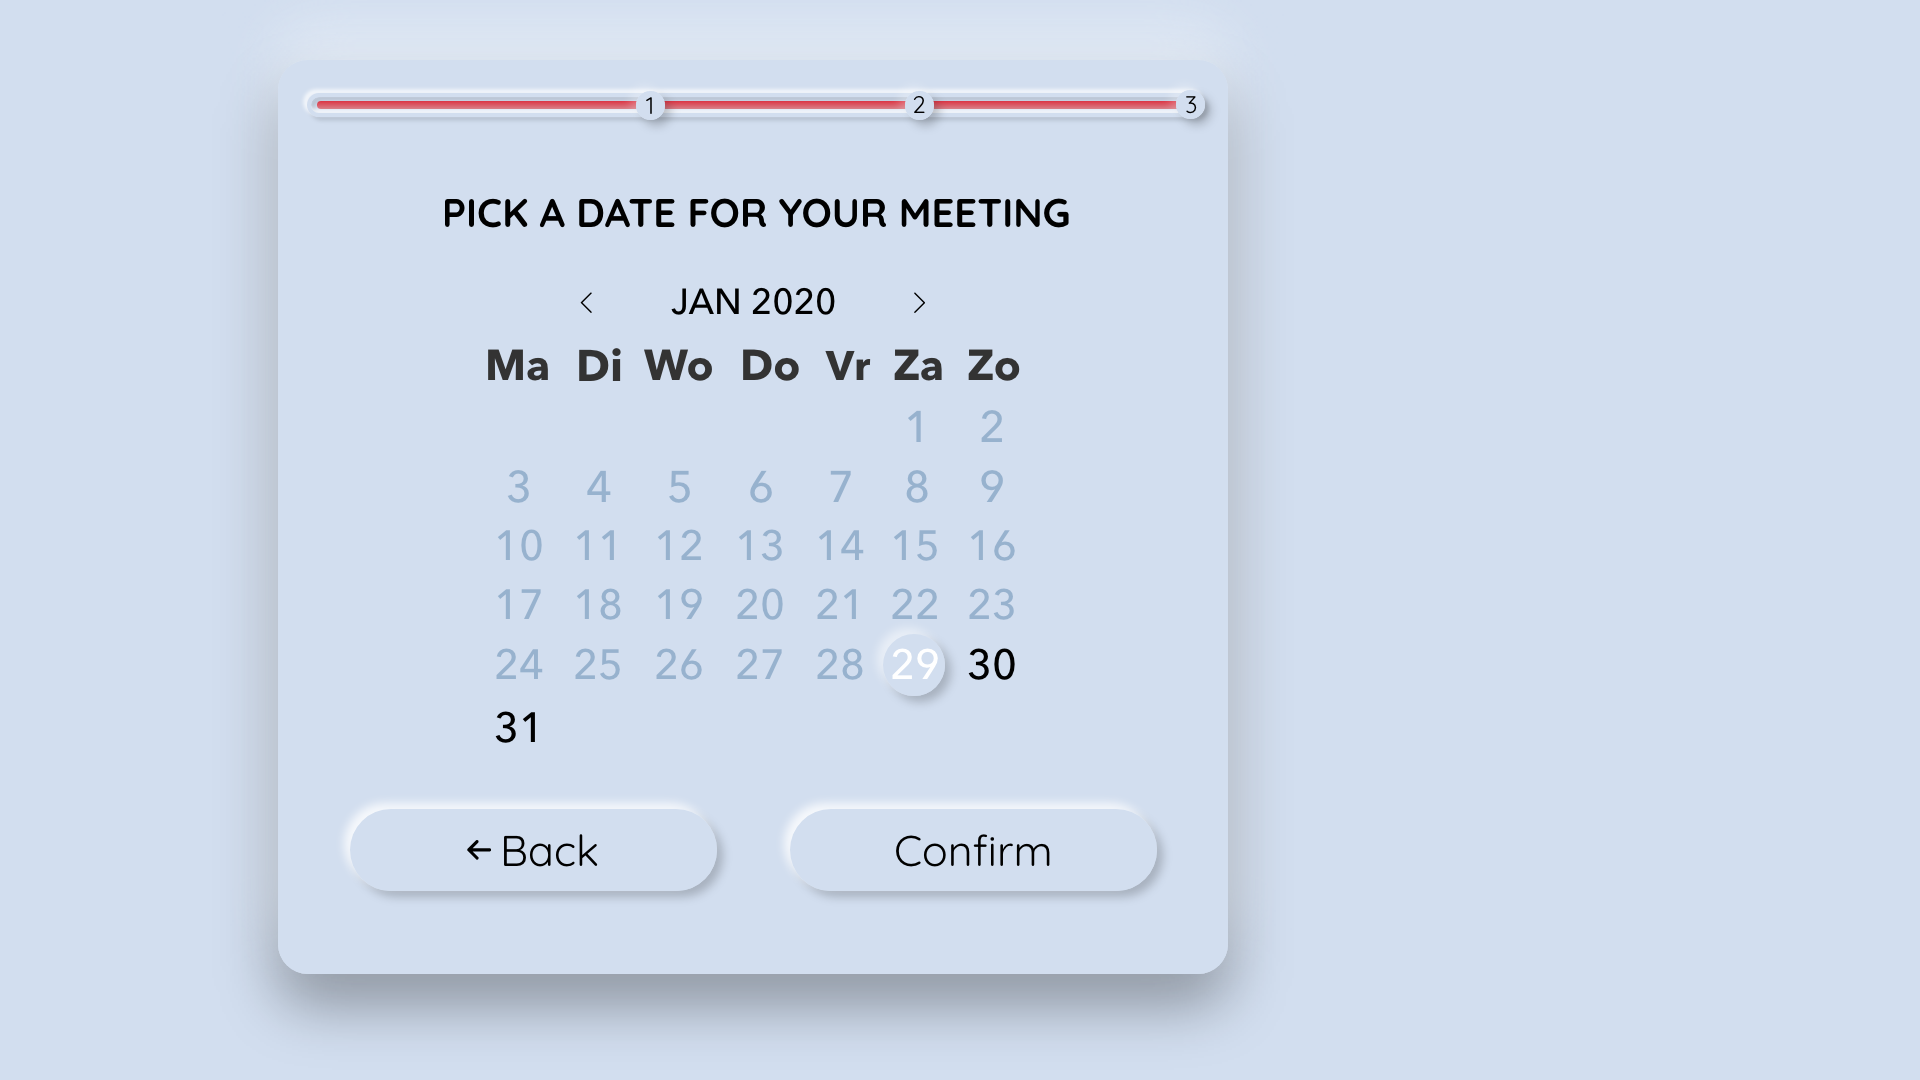 1 2 3
PICK A DATE FOR YOUR MEETING
JAN 2020
Ma Di Wo Do Vr Za Zo
1 2
3 4 5 6 7 8 9
10 11 12 13 14 15 16
17 18 19 20 21 22 23
24 25 26 27 28 29 30
31
Back Confirm